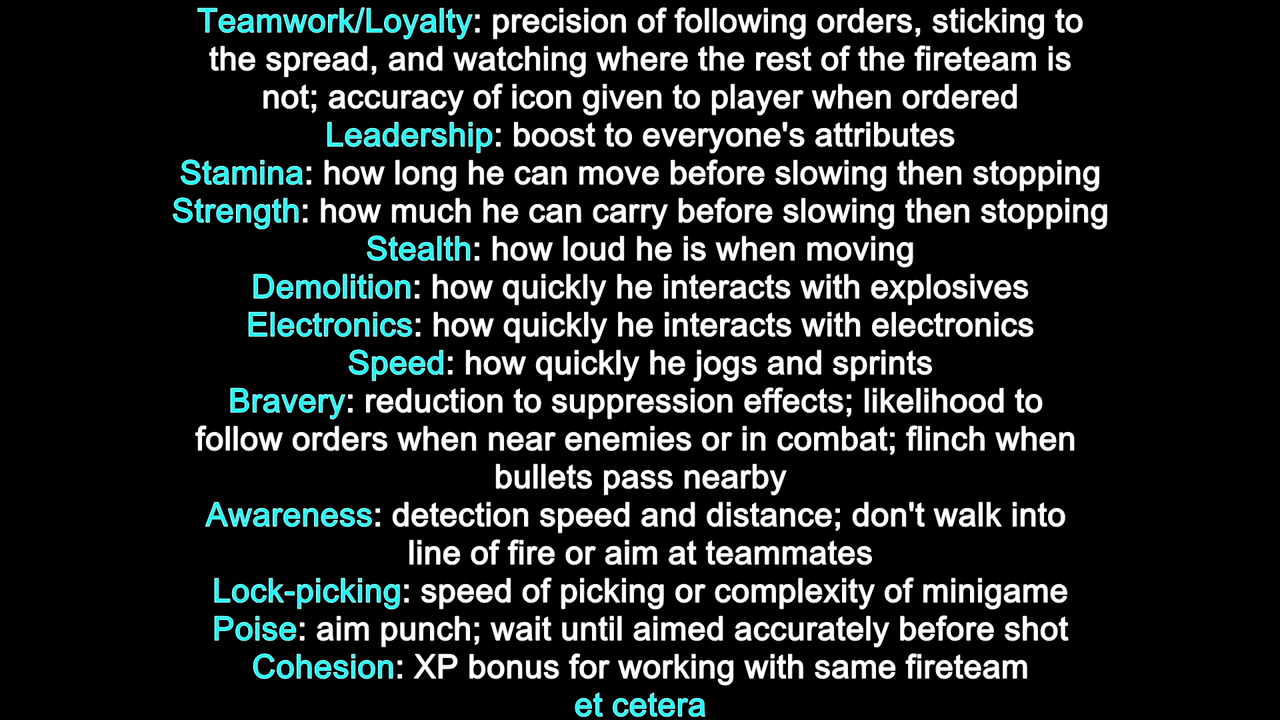 Teamwork/Loyalty: precision of following orders, sticking to
the spread, and watching where the rest of the fireteam is
not; accuracy of icon given to player when ordered
Leadership: boost to everyone's attributes
Stamina: how long he can move before slowing then stopping
Strength: how much he can carry before slowing then stopping
Stealth: how loud he is when moving
Demolition: how quickly he interacts with explosives
Electronics: how quickly he interacts with electronics
Speed: how quickly he jogs and sprints
Bravery: reduction to suppression effects; likelihood to
follow orders when near enemies or in combat; flinch when
bullets pass nearby
Awareness: detection speed and distance; don't walk into
line of fire or aim at teammates
Lock-picking: speed of picking or complexity of minigame
Poise: aim punch; wait until aimed accurately before shot
Cohesion: XP bonus for working with same fireteam
et cetera